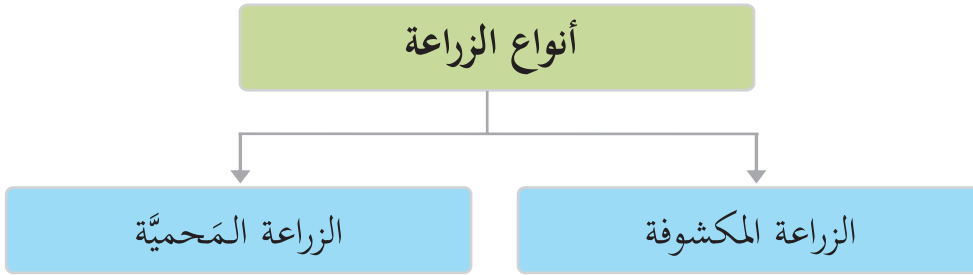 أنواع الزراعة
الزراعة المكشوفة
الزراعة المَحميَّة